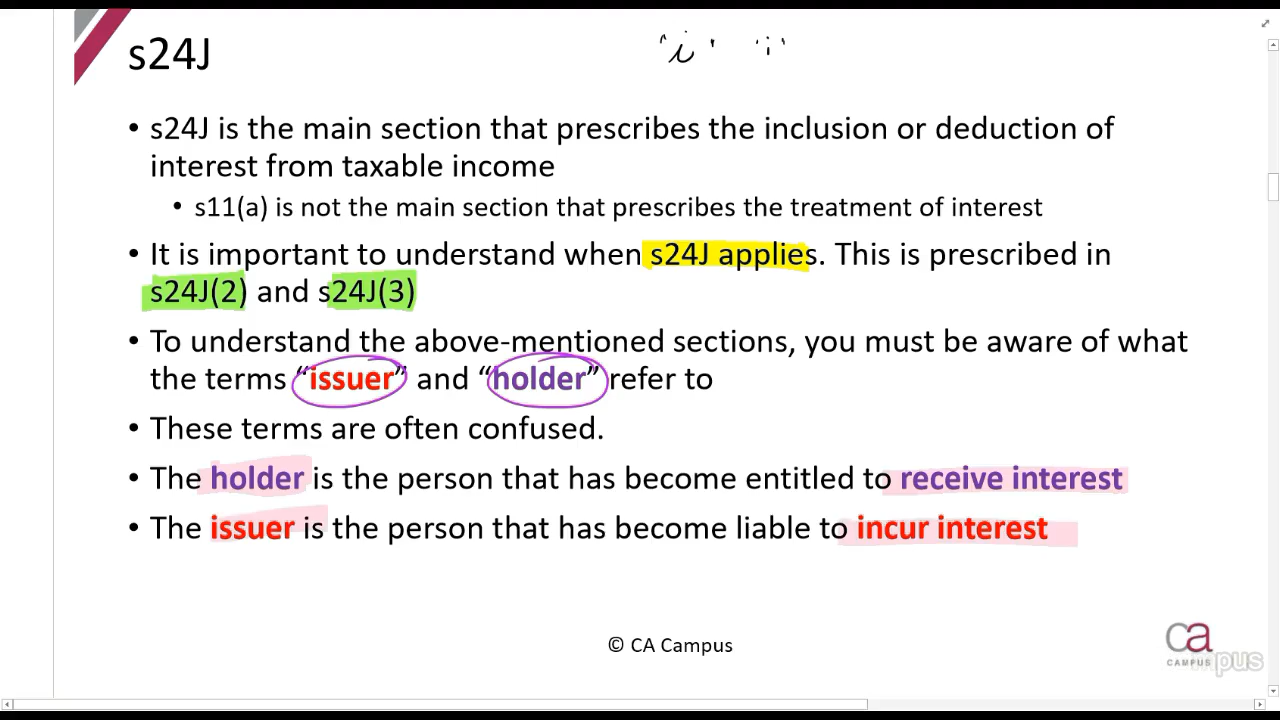 s24J
'i' 'i'
• s24J is the main section that prescribes the inclusion or deduction of
interest from taxable income
• s11(a) is not the main section that prescribes the treatment of interest
• It is important to understand when s24J applies. This is prescribed in
s24J(2) and s24J(3)
• To understand the above-mentioned sections, you must be aware of what
the terms “issuer” and “holder” refer to
• These terms are often confused.
• The holder is the person that has become entitled to receive interest
• The issuer is the person that has become liable to incur interest
© CA Campus
ca
CAMPUS
mpus